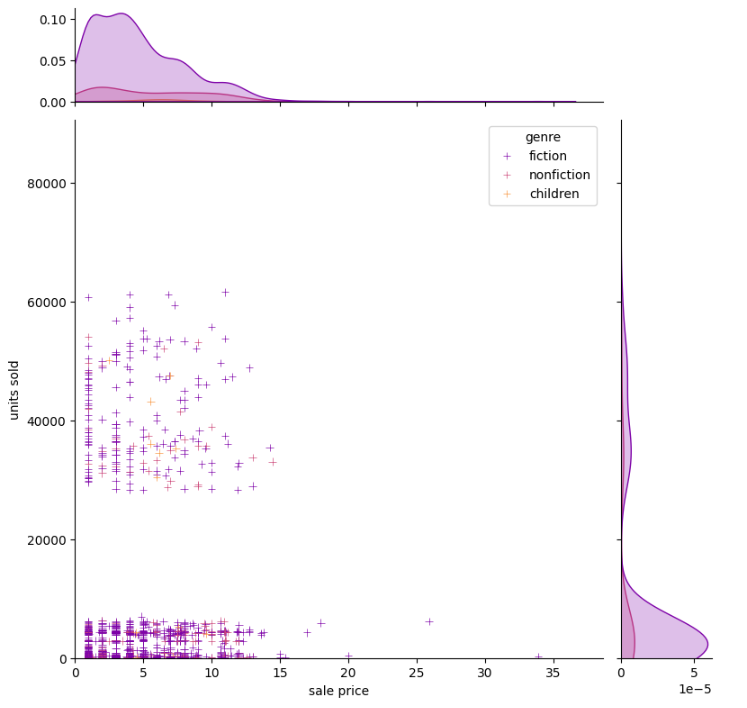 0.10
0.05
0.00
genre
fiction
nonfiction
children
80000
60000
40000
20000
0
units sold
0 5 10 15 20 25 30 35
sale price
0 5
1e−5